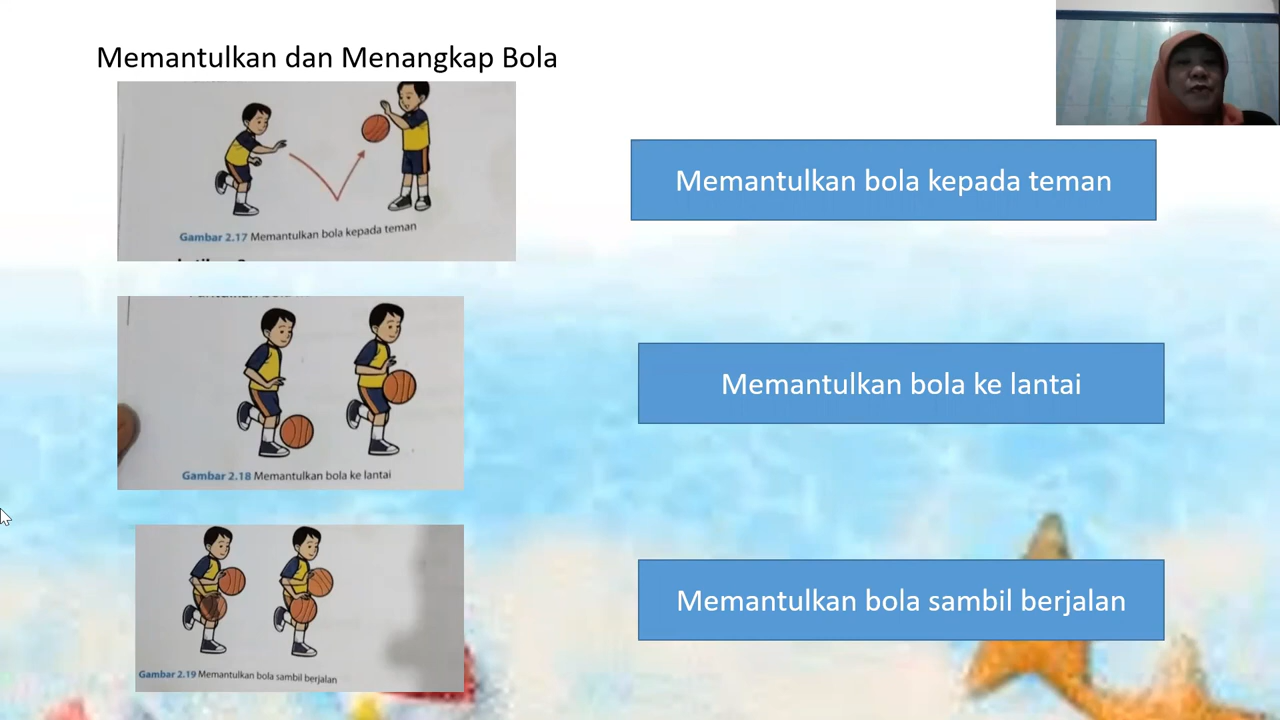 Memantulkan dan Menangkap Bola
Gambar 2.17 Memantulkan bola kepada teman
Memantulkan bola kepada teman
Gambar 2.18 Memantulkan bola ke lantai
Memantulkan bola ke lantai
Gambar 2.19 Memantulkan bola sambil berjalan
Memantulkan bola sambil berjalan